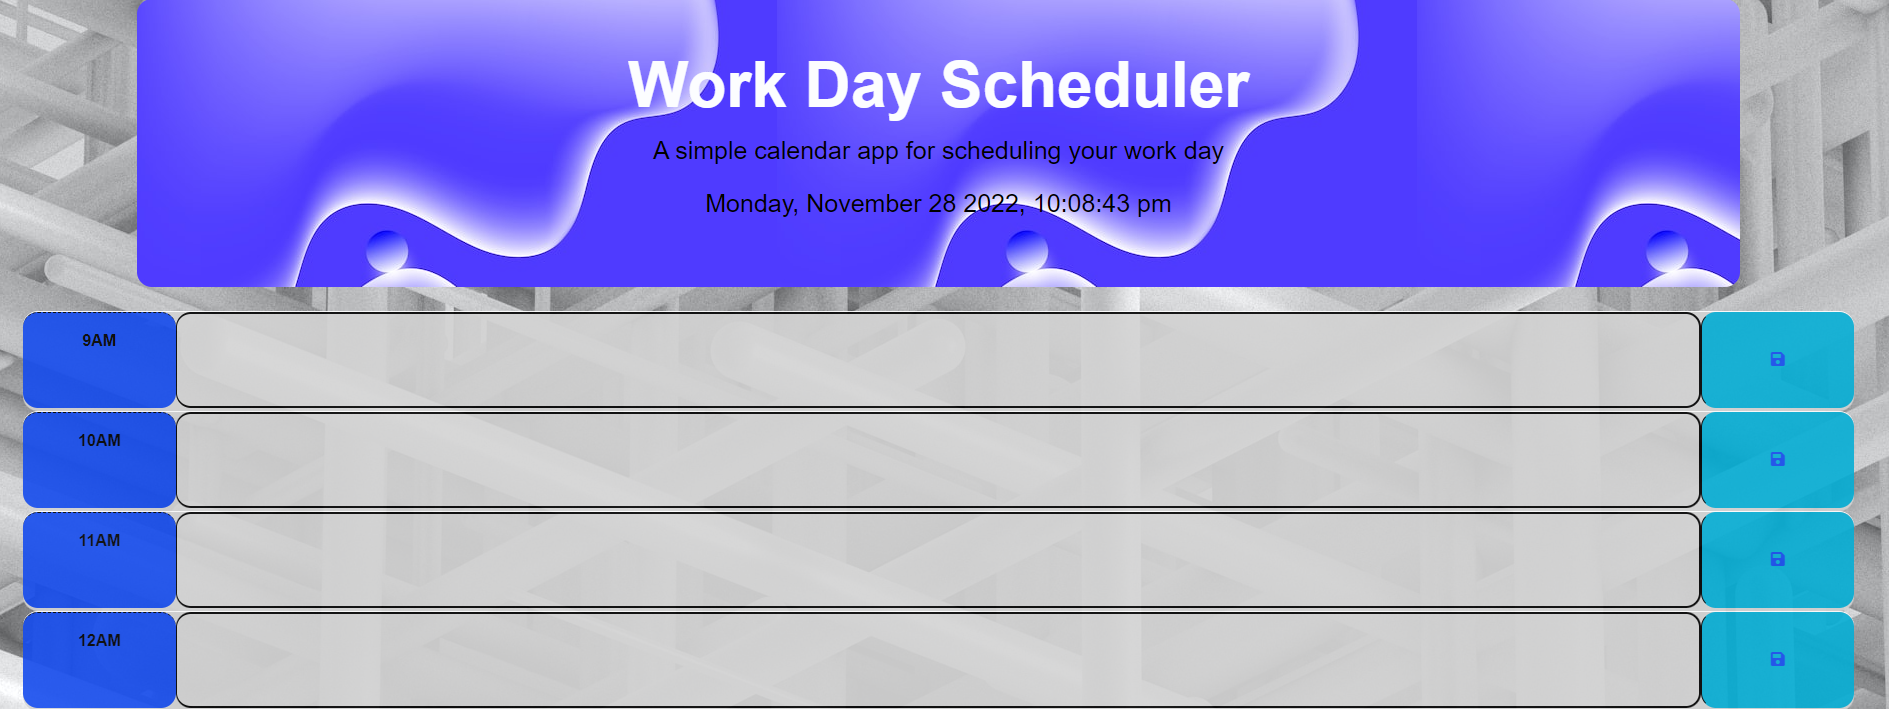 Work Day Scheduler
A simple calendar app for scheduling your work day
Monday, November 28 2022, 10:08:43 pm
9AM
10AM
11AM
12AM